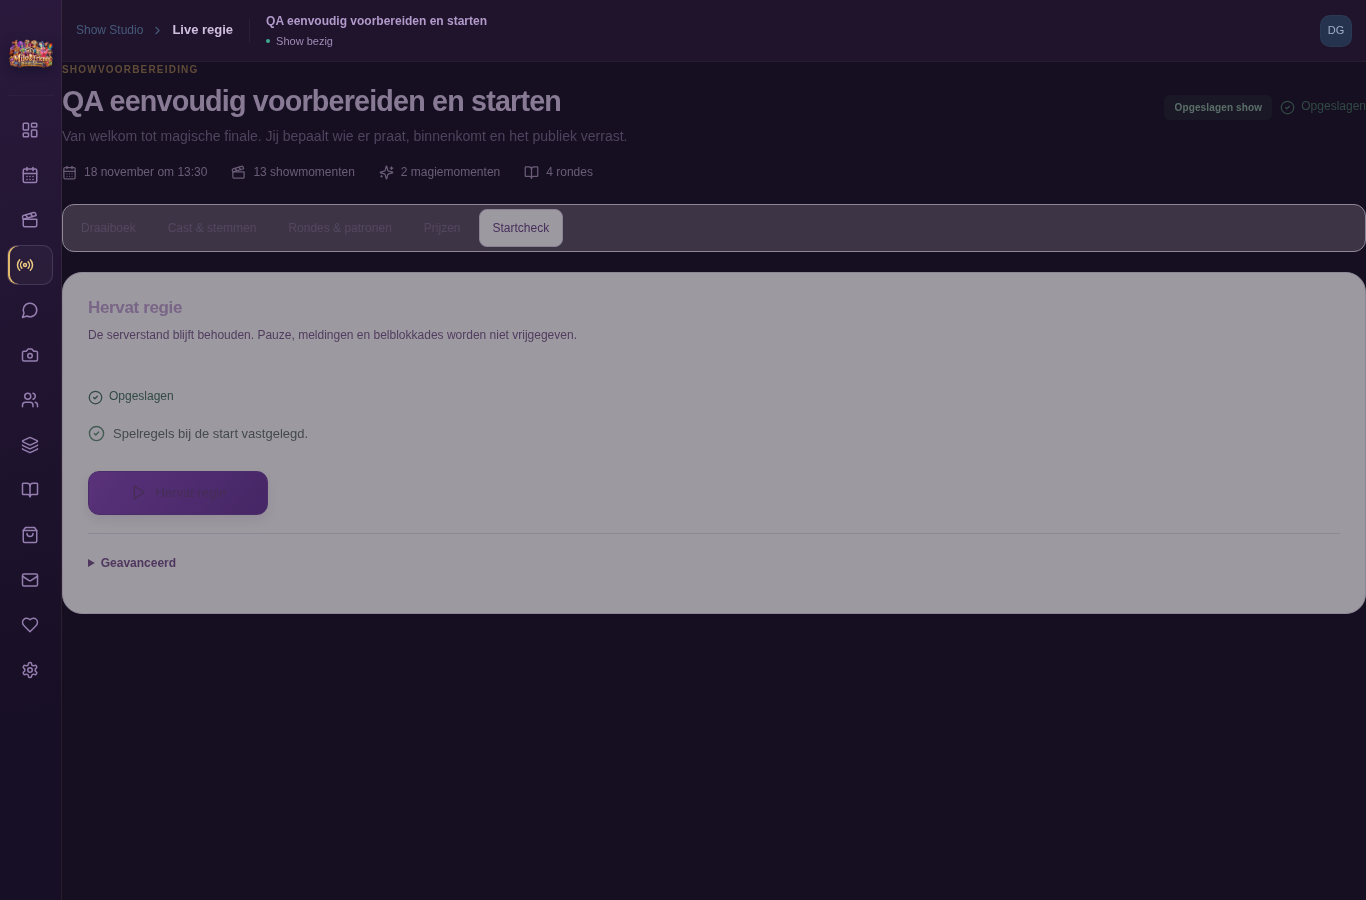 Show Studio
Live regie
QA eenvoudig voorbereiden en starten
Show bezig
DG
SHOWVOORBEREIDING
QA eenvoudig voorbereiden en starten
Opgeslagen show
Opgeslagen
Van welkom tot magische finale. Jij bepaalt wie er praat, binnenkomt en het publiek verrast.
18 november om 13:30
13 showmomenten
2 magiemomenten
4 rondes
Draaiboek
Cast & stemmen
Rondes & patronen
Prijzen
Startcheck
Hervat regie
De serverstand blijft behouden. Pauze, meldingen en belblokkades worden niet vrijgegeven.
Opgeslagen
Spelregels bij de start vastgelegd.
Hervat regie
Geavanceerd